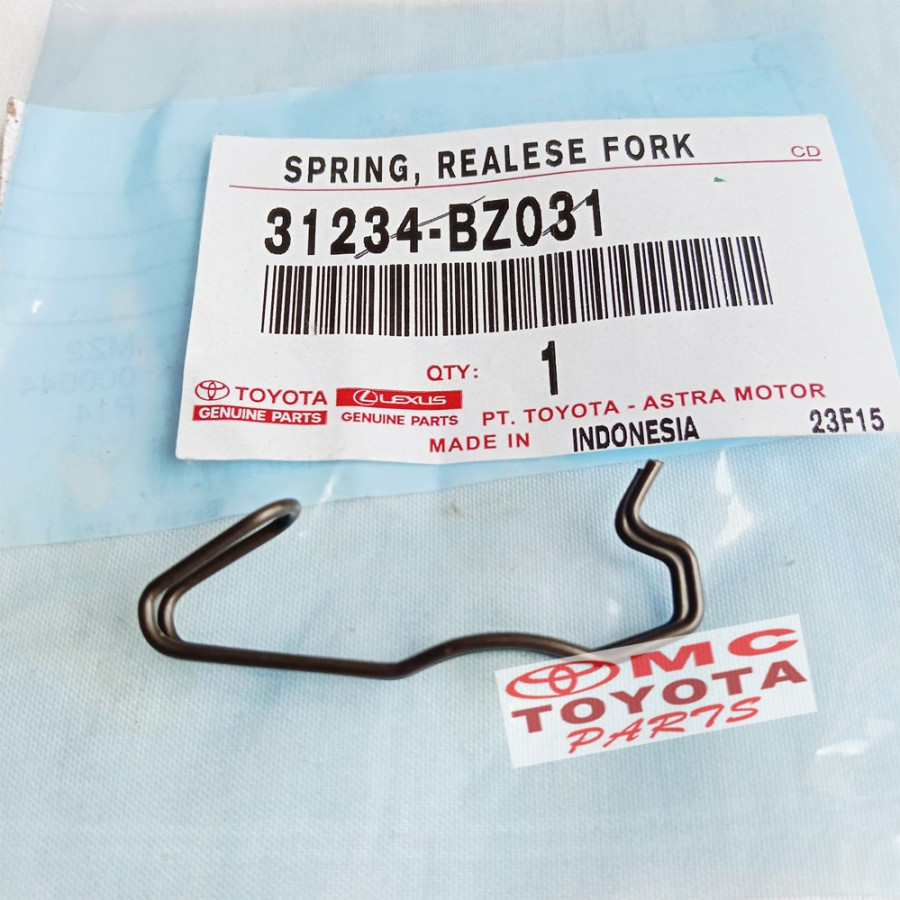 SPRING, REALESE FORK
CD
31234-BZ031
QTY: 1
TOYOTA
GENUINE PARTS
LEXUS
GENUINE PARTS
PT. TOYOTA - ASTRA MOTOR
MADE IN INDONESIA
23F15
MC
TOYOTA
PARTS